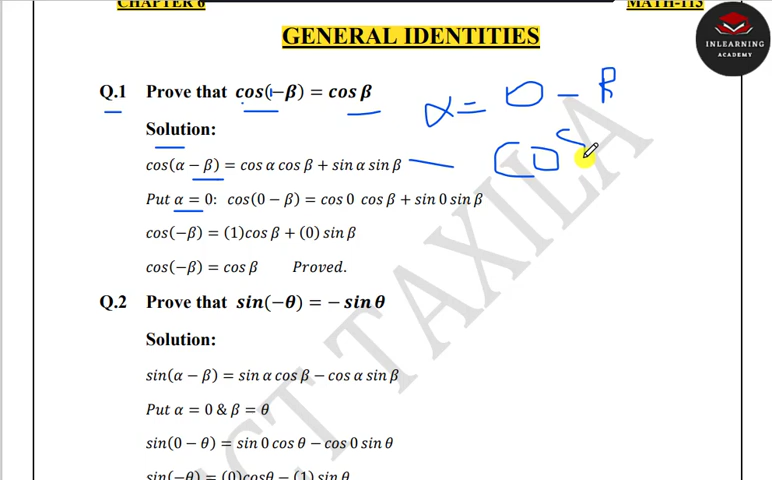 CHAPTER 6 MATH-113
GENERAL IDENTITIES
INLEARNING
ACADEMY
Q.1 Prove that cos(−β) = cos β
α = 0 − β
Solution:
cos(α − β) = cos α cos β + sin α sin β
cos
Put α = 0: cos(0 − β) = cos 0 cos β + sin 0 sin β
cos(−β) = (1)cos β + (0) sin β
cos(−β) = cos β Proved.
Q.2 Prove that sin(−θ) = − sin θ
Solution:
sin(α − β) = sin α cos β − cos α sin β
Put α = 0 & β = θ
sin(0 − θ) = sin 0 cos θ − cos 0 sin θ
sin(−θ) = (0)cosθ − (1) sin θ
CT TAXILA